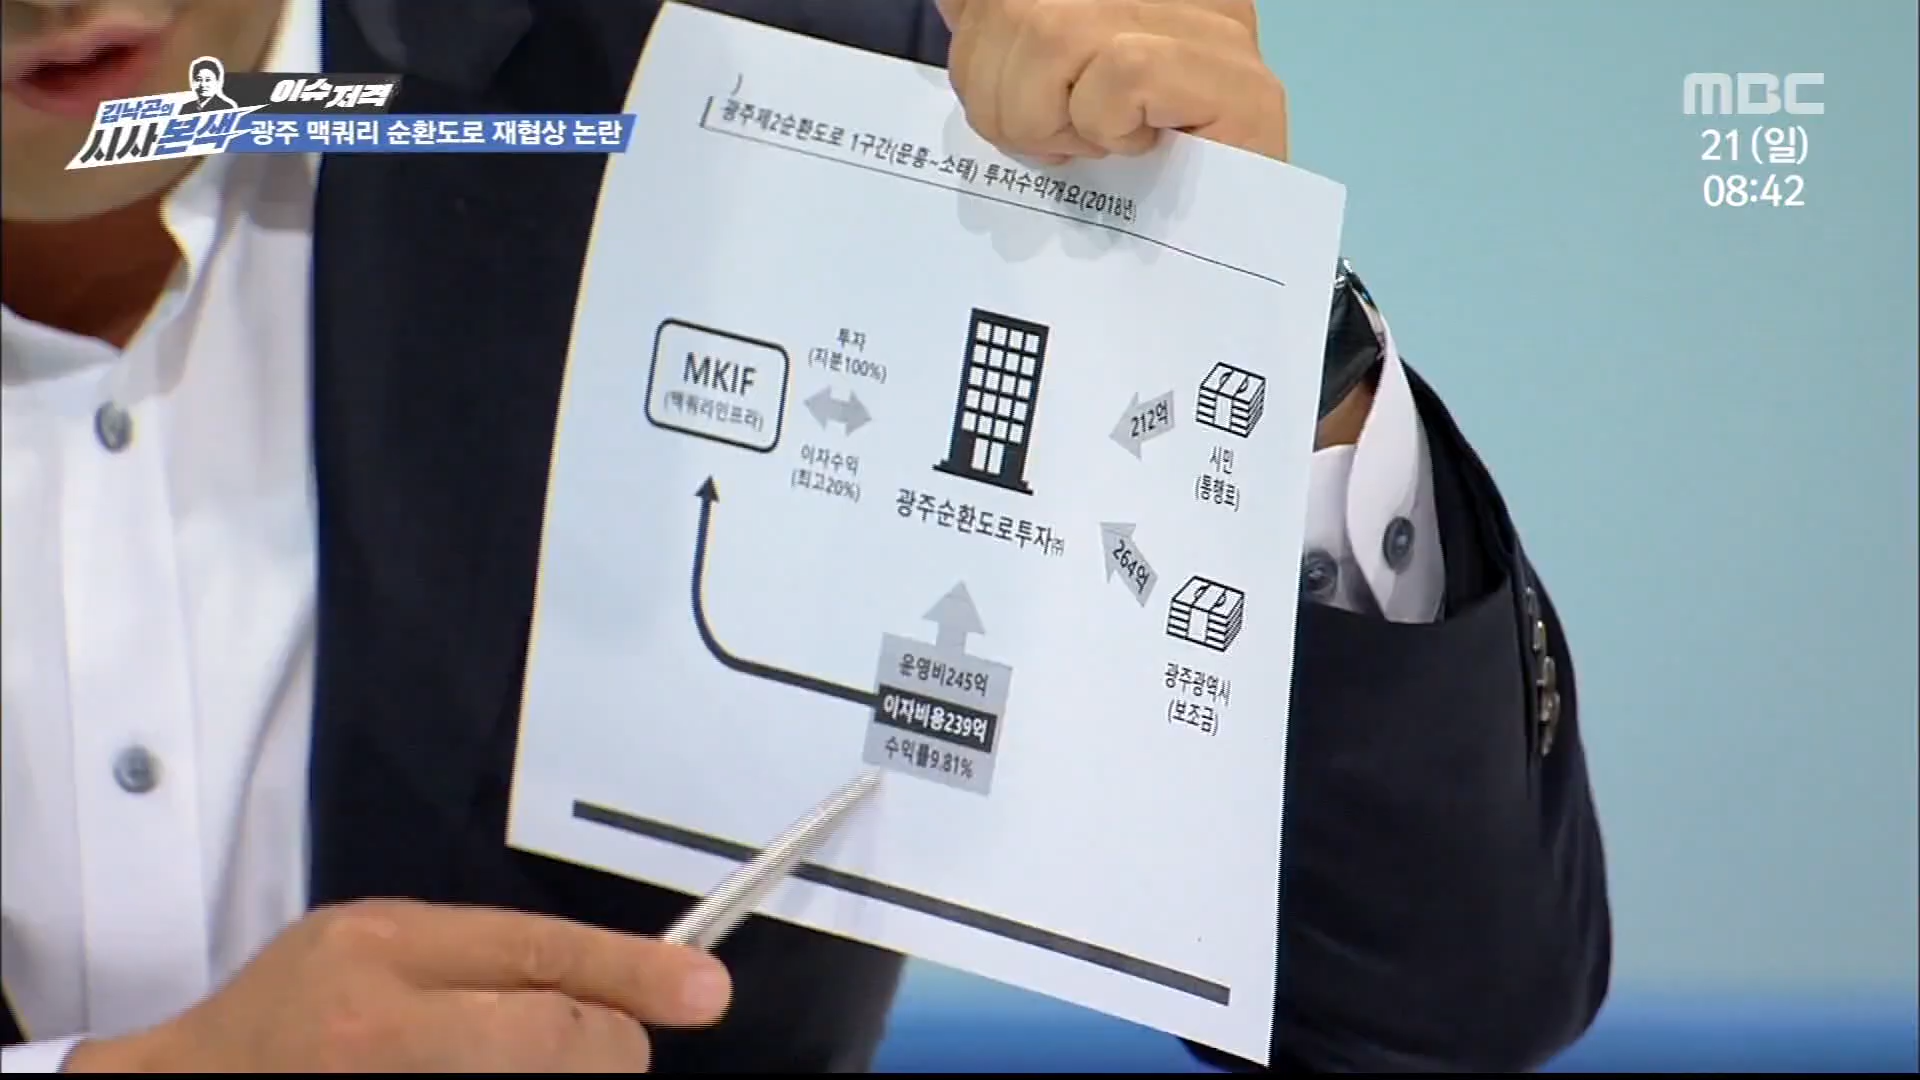 김낙곤의
시사본색
이슈저격
광주 맥쿼리 순환도로 재협상 논란
MBC
21 (일)
08:42
)
광주제2순환도로 1구간(문흥~소태) 투자수익개요(2018년)
MKIF
(맥쿼리인프라)
투자
(지분100%)
이자수익
(최고20%)
광주순환도로투자㈜
212억
시민
(통행료)
264억
광주광역시
(보조금)
운영비245억
이자비용239억
수익률9.81%